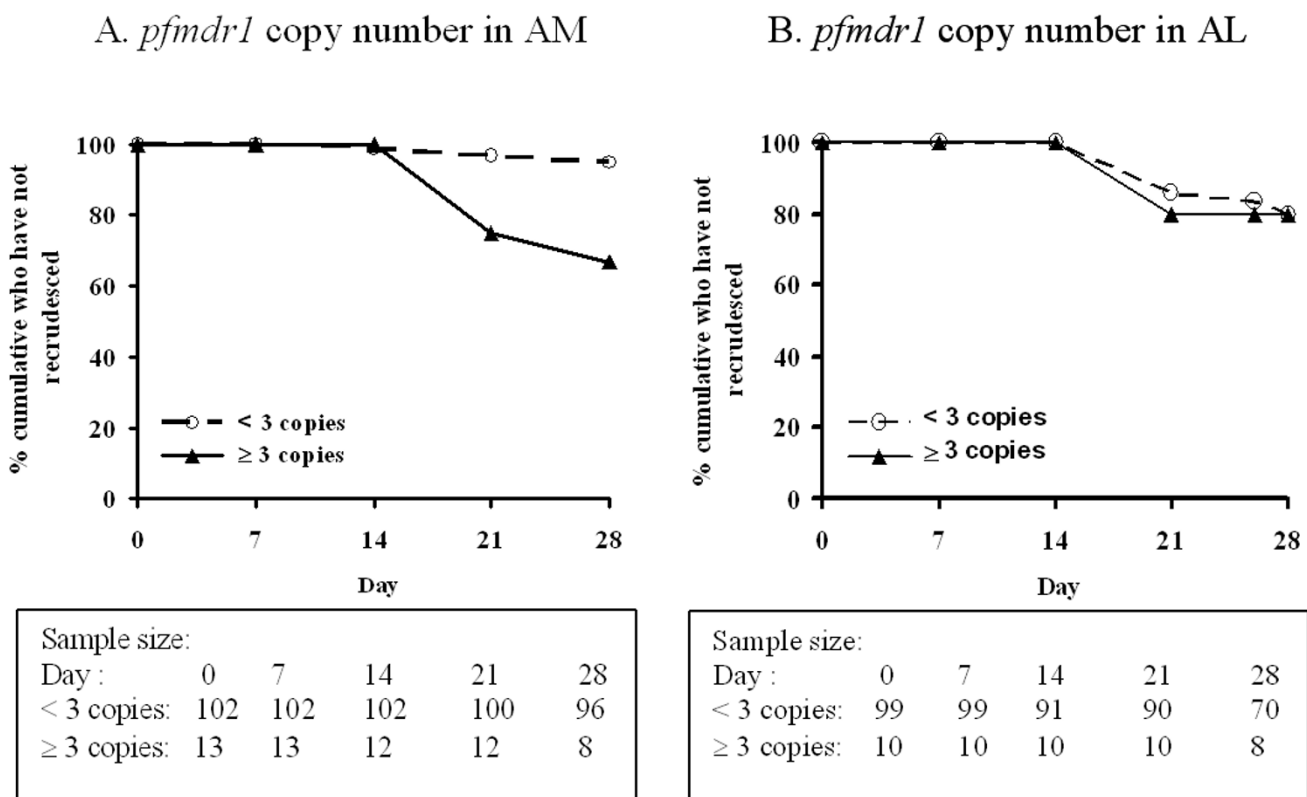 A. pfmdr1 copy number in AM
% cumulative who have not
recrudesced
100
80
60
40
20
0
< 3 copies
≥ 3 copies
0 7 14 21 28
Day
Sample size:
Day : 0 7 14 21 28
< 3 copies: 102 102 102 100 96
≥ 3 copies: 13 13 12 12 8
B. pfmdr1 copy number in AL
% cumulative who have not
recrudesced
100
80
60
40
20
0
< 3 copies
≥ 3 copies
0 7 14 21 28
Day
Sample size:
Day : 0 7 14 21 28
< 3 copies: 99 99 91 90 70
≥ 3 copies: 10 10 10 10 8